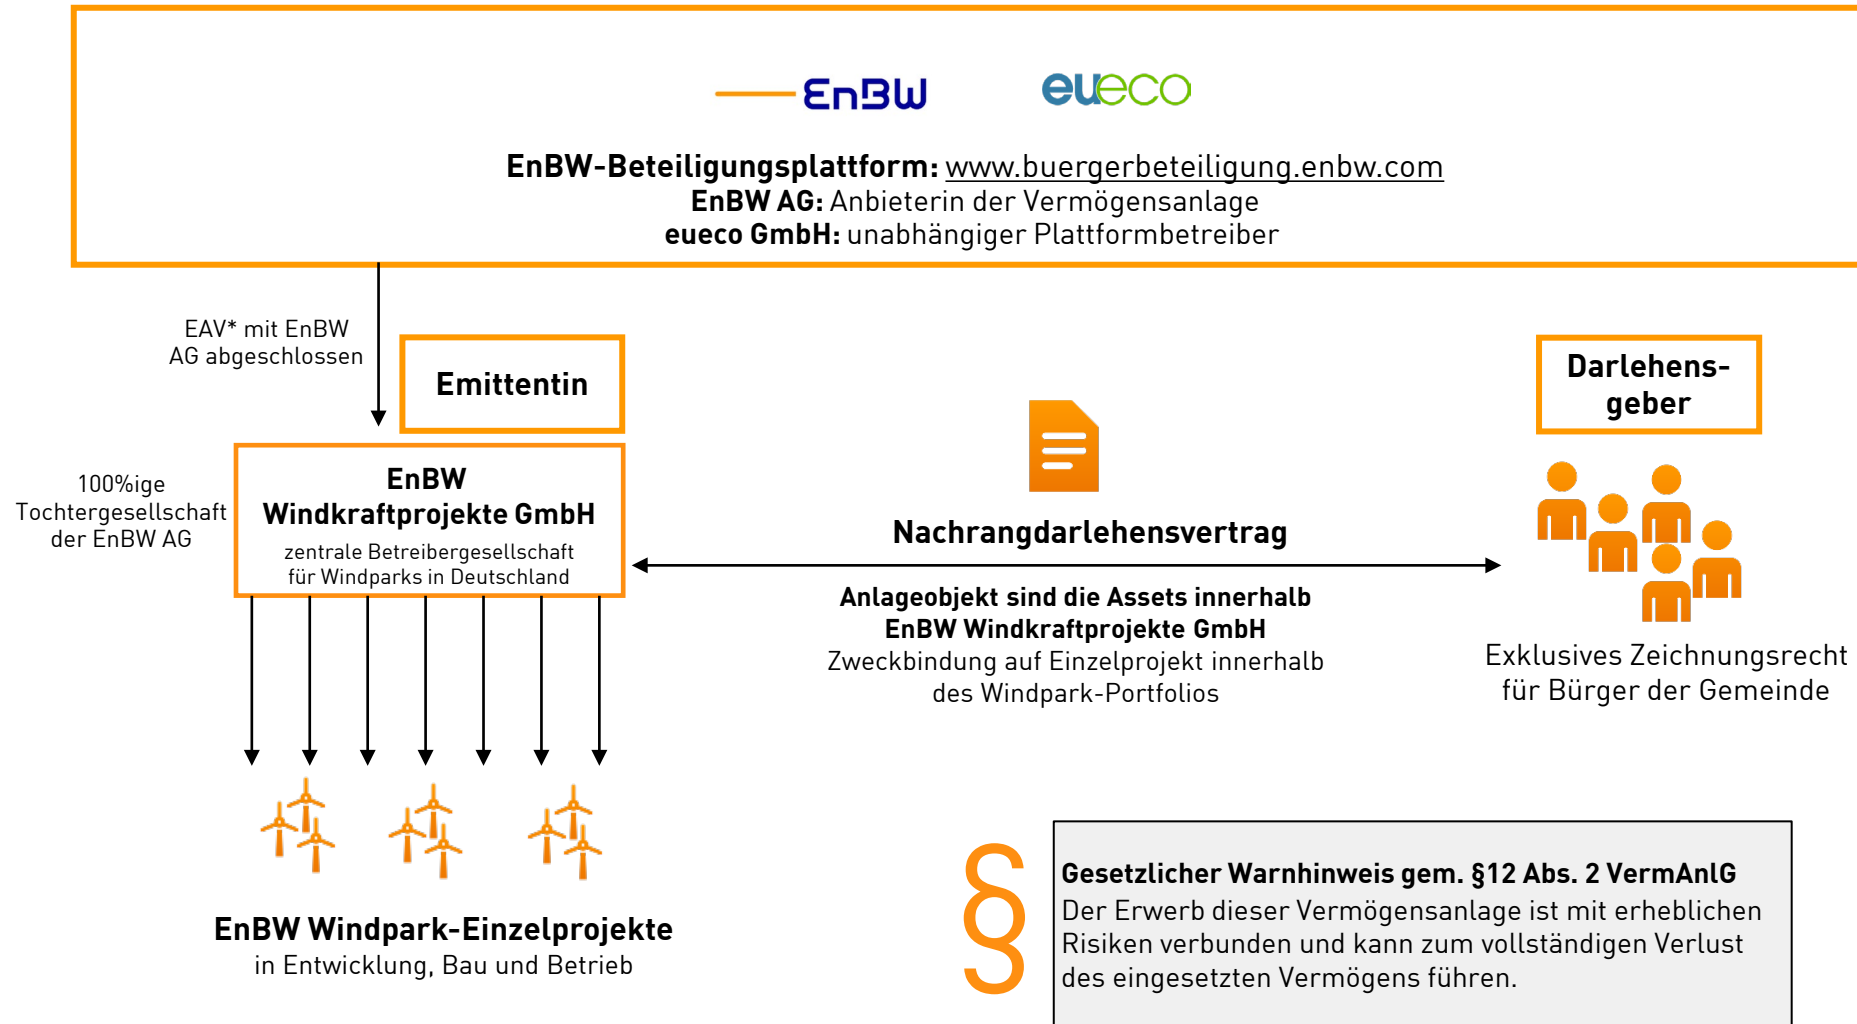 EnBW
eueco
EnBW-Beteiligungsplattform: www.buergerbeteiligung.enbw.com
EnBW AG: Anbieterin der Vermögensanlage
eueco GmbH: unabhängiger Plattformbetreiber
EAV* mit EnBW
AG abgeschlossen
Emittentin
Darlehens-
geber
100%ige
Tochtergesellschaft
der EnBW AG
EnBW
Windkraftprojekte GmbH
zentrale Betreibergesellschaft
für Windparks in Deutschland
Nachrangdarlehensvertrag
Anlageobjekt sind die Assets innerhalb
EnBW Windkraftprojekte GmbH
Zweckbindung auf Einzelprojekt innerhalb
des Windpark-Portfolios
Exklusives Zeichnungsrecht
für Bürger der Gemeinde
EnBW Windpark-Einzelprojekte
in Entwicklung, Bau und Betrieb
§
Gesetzlicher Warnhinweis gem. §12 Abs. 2 VermAnlG
Der Erwerb dieser Vermögensanlage ist mit erheblichen
Risiken verbunden und kann zum vollständigen Verlust
des eingesetzten Vermögens führen.